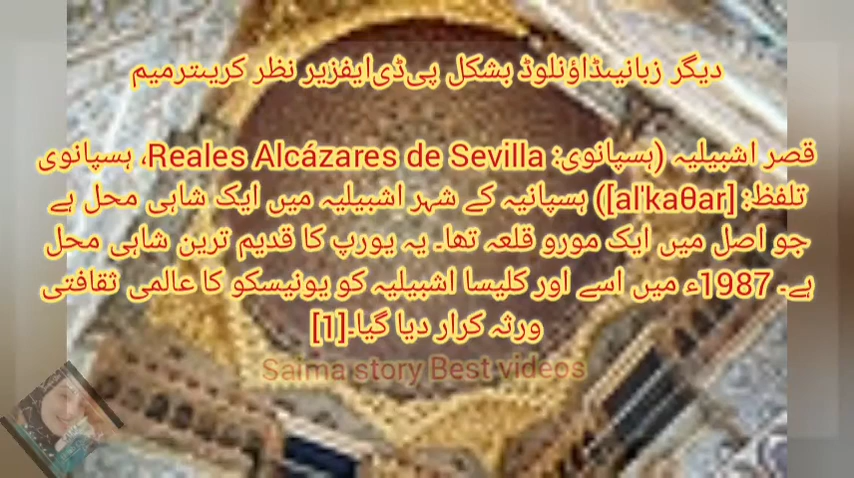 دیگر زبانیںڈاؤنلوڈ بشکل پی‌ڈی‌ایفزیر نظر کریںترمیم
قصر اشبیلیہ (ہسپانوی: Reales Alcázares de Sevilla، ہسپانوی
تلفظ: [al'kaθar]) ہسپانیہ کے شہر اشبیلیہ میں ایک شاہی محل ہے
جو اصل میں ایک مورو قلعہ تھا۔ یہ یورپ کا قدیم ترین شاہی محل
ہے۔ 1987ء میں اسے اور کلیسا اشبیلیہ کو یونیسکو کا عالمی ثقافتی
ورثہ کرار دیا گیا۔[1]
Saima story Best videos